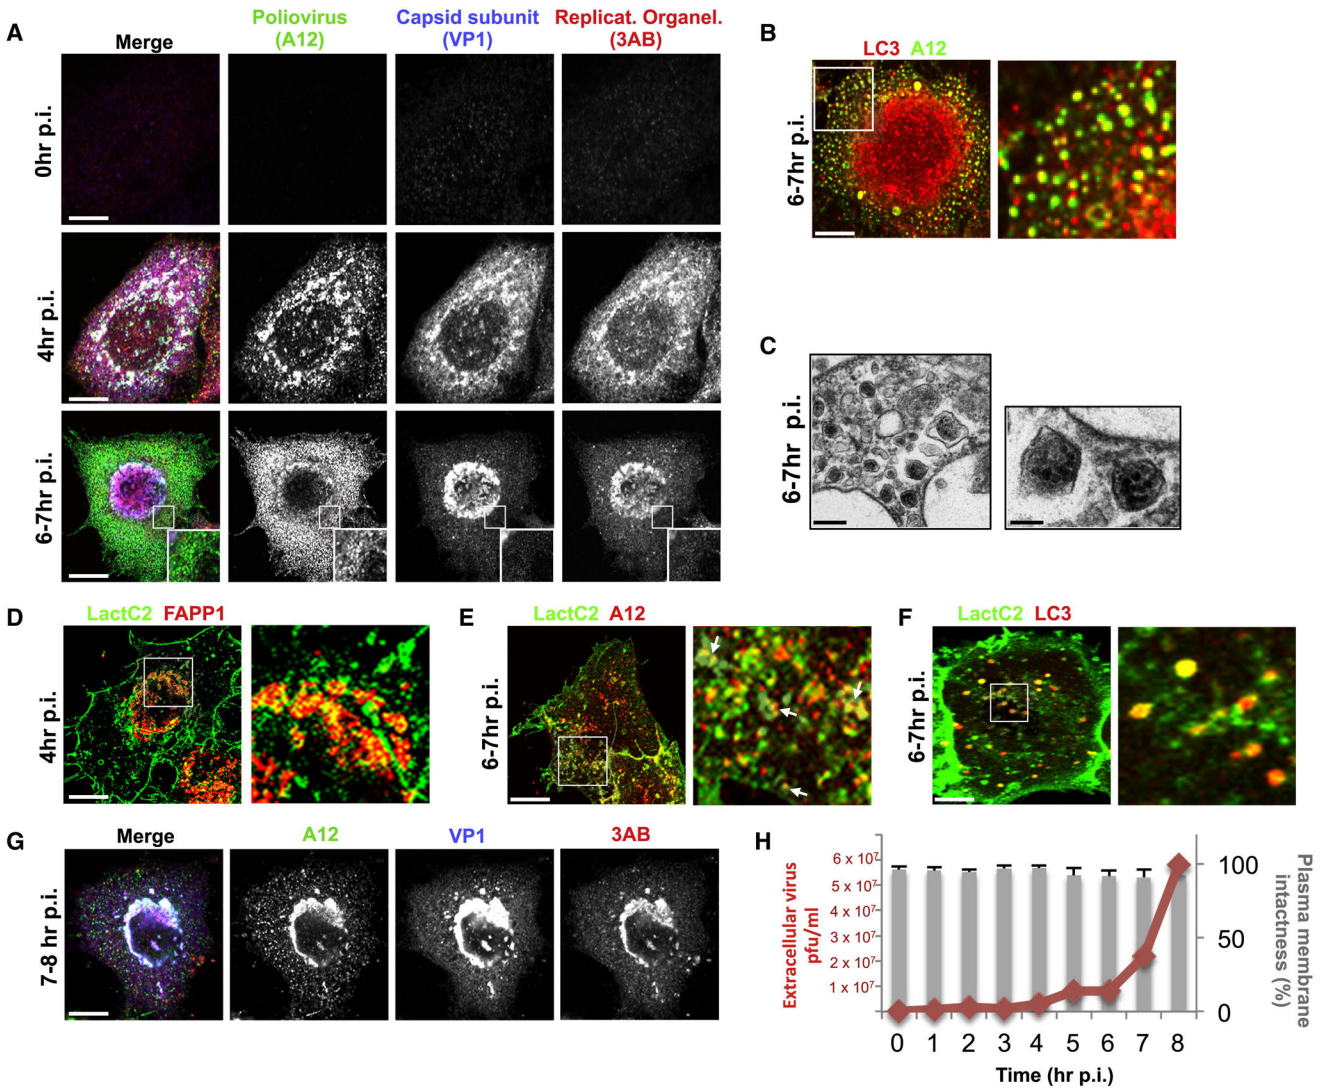 A
Merge
Poliovirus
(A12)
Capsid subunit
(VP1)
Replicat. Organel.
(3AB)
0hr p.i.
4hr p.i.
6-7hr p.i.
B
LC3 A12
6-7hr p.i.
C
6-7hr p.i.
D
LactC2 FAPP1
4hr p.i.
E
LactC2 A12
6-7hr p.i.
F
LactC2 LC3
6-7hr p.i.
G
Merge
A12
VP1
3AB
7-8 hr p.i.
H
Extracellular virus
pfu/ml
6 x 10⁷
5 x 10⁷
4 x 10⁷
3 x 10⁷
2 x 10⁷
1 x 10⁷
100
50
0
Plasma membrane
intactness (%)
0 1 2 3 4 5 6 7 8
Time (hr p.i.)